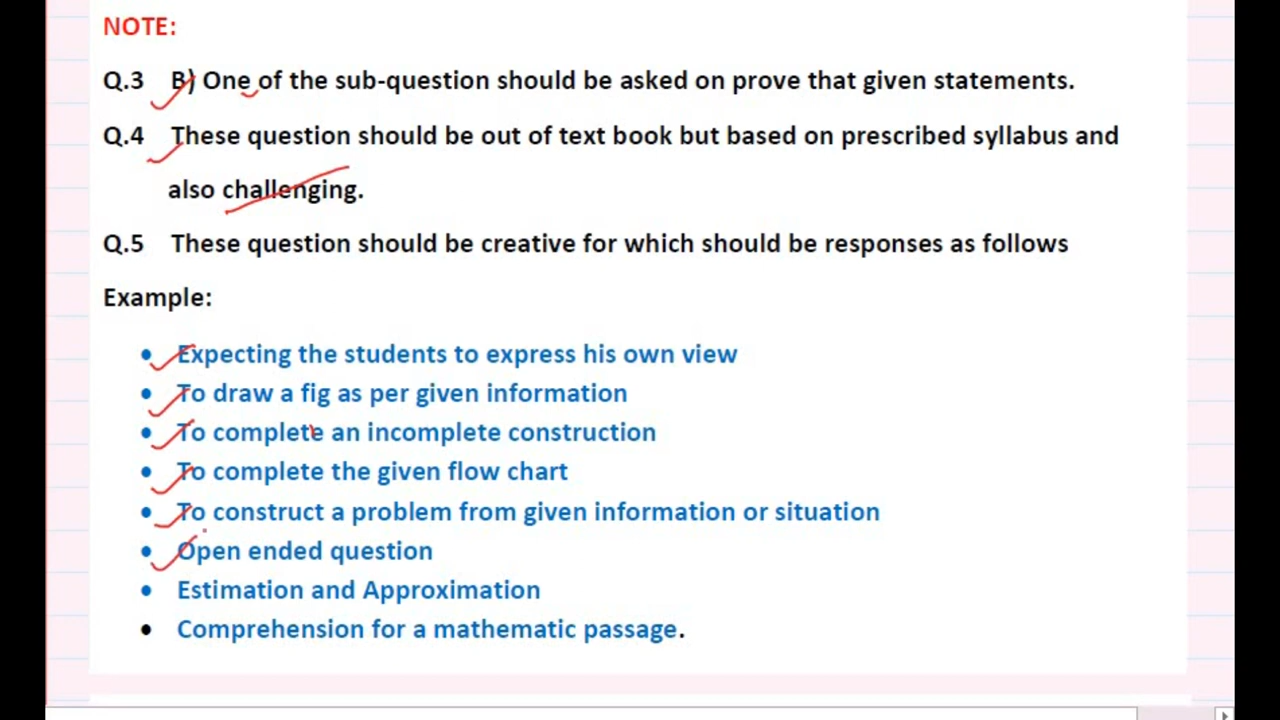 NOTE:
Q.3 B) One of the sub-question should be asked on prove that given statements.
Q.4 These question should be out of text book but based on prescribed syllabus and
also challenging.
Q.5 These question should be creative for which should be responses as follows
Example:
• Expecting the students to express his own view
• To draw a fig as per given information
• To complete an incomplete construction
• To complete the given flow chart
• To construct a problem from given information or situation
• Open ended question
• Estimation and Approximation
• Comprehension for a mathematic passage.